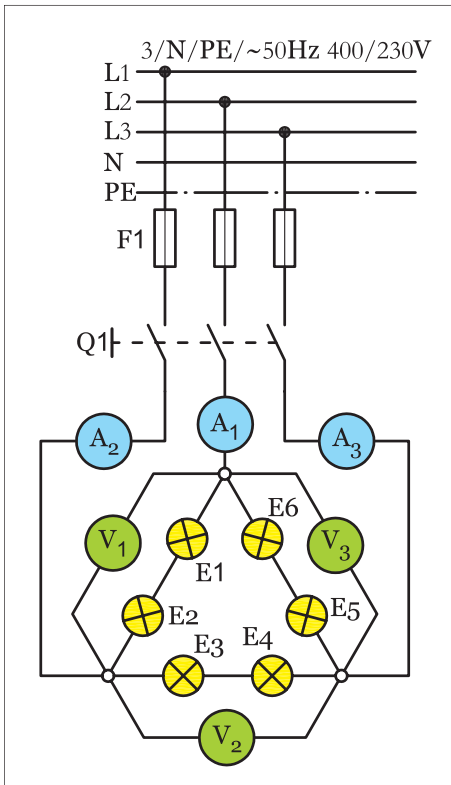 3/N/PE/~50Hz 400/230V
L1
L2
L3
N
PE
F1
Q1
A₁
A₂
A₃
E6
V₁
V₃
E1
E2
E5
E3
E4
V₂